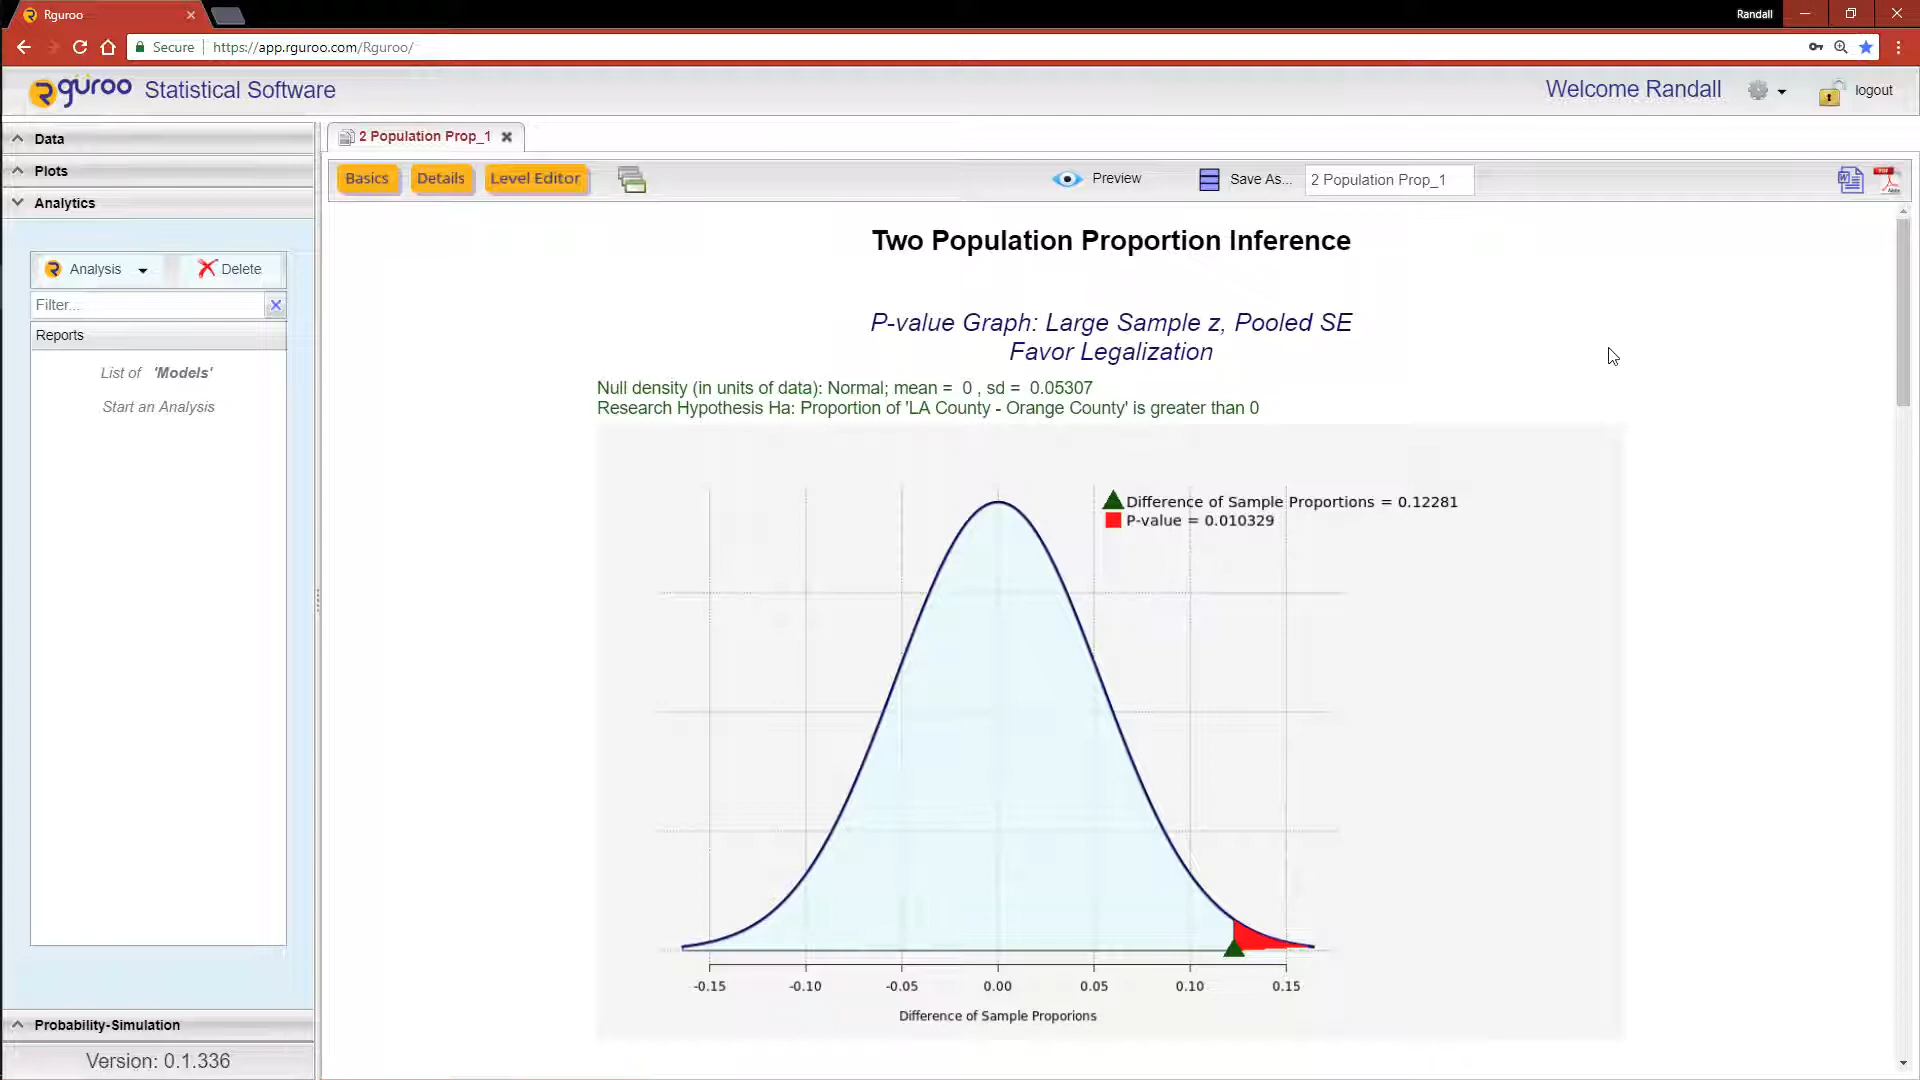 Rguroo
Randall
Secure
https://app.rguroo.com/Rguroo/
Rguroo Statistical Software
Welcome Randall
logout
Data
Plots
Analytics
Analysis
Delete
Filter...
Reports
List of 'Models'
Start an Analysis
Probability-Simulation
Version: 0.1.336
2 Population Prop_1
Basics
Details
Level Editor
Preview
Save As...
2 Population Prop_1
Two Population Proportion Inference
P-value Graph: Large Sample z, Pooled SE
Favor Legalization
Null density (in units of data): Normal; mean = 0 , sd = 0.05307
Research Hypothesis Ha: Proportion of 'LA County - Orange County' is greater than 0
Difference of Sample Proportions = 0.12281
P-value = 0.010329
-0.15 -0.10 -0.05 0.00 0.05 0.10 0.15
Difference of Sample Proporions